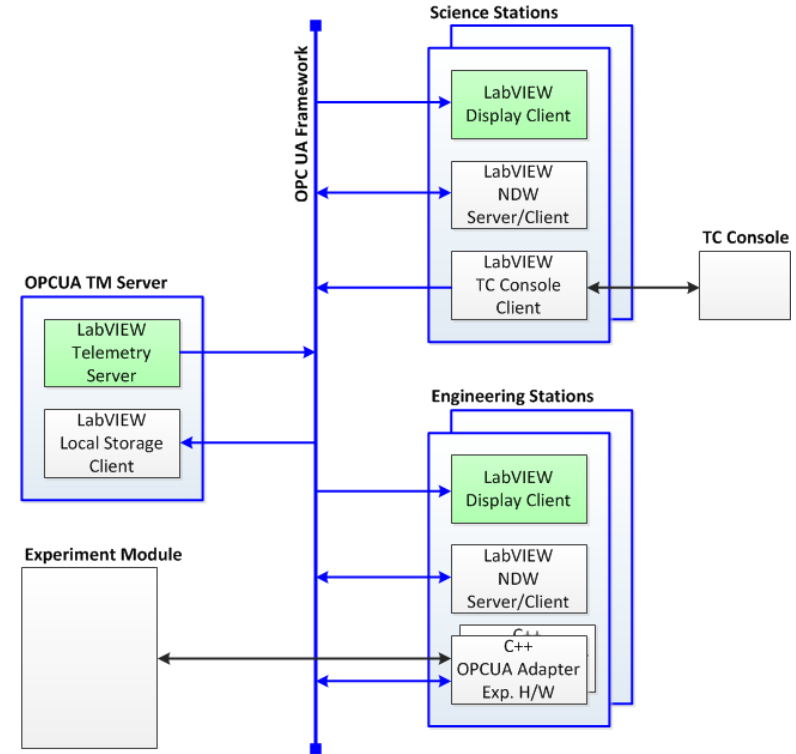 Science Stations
OPC UA Framework
LabVIEW
Display Client
LabVIEW
NDW
Server/Client
LabVIEW
TC Console
Client
TC Console
OPCUA TM Server
LabVIEW
Telemetry
Server
LabVIEW
Local Storage
Client
Engineering Stations
LabVIEW
Display Client
LabVIEW
NDW
Server/Client
Experiment Module
C++
C++
OPCUA Adapter
Exp. H/W